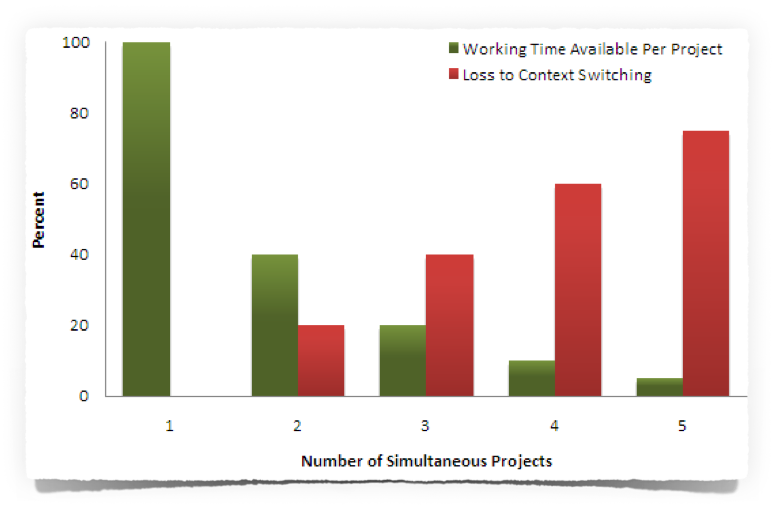 100
80
60
40
20
0
Percent
Working Time Available Per Project
Loss to Context Switching
1 2 3 4 5
Number of Simultaneous Projects